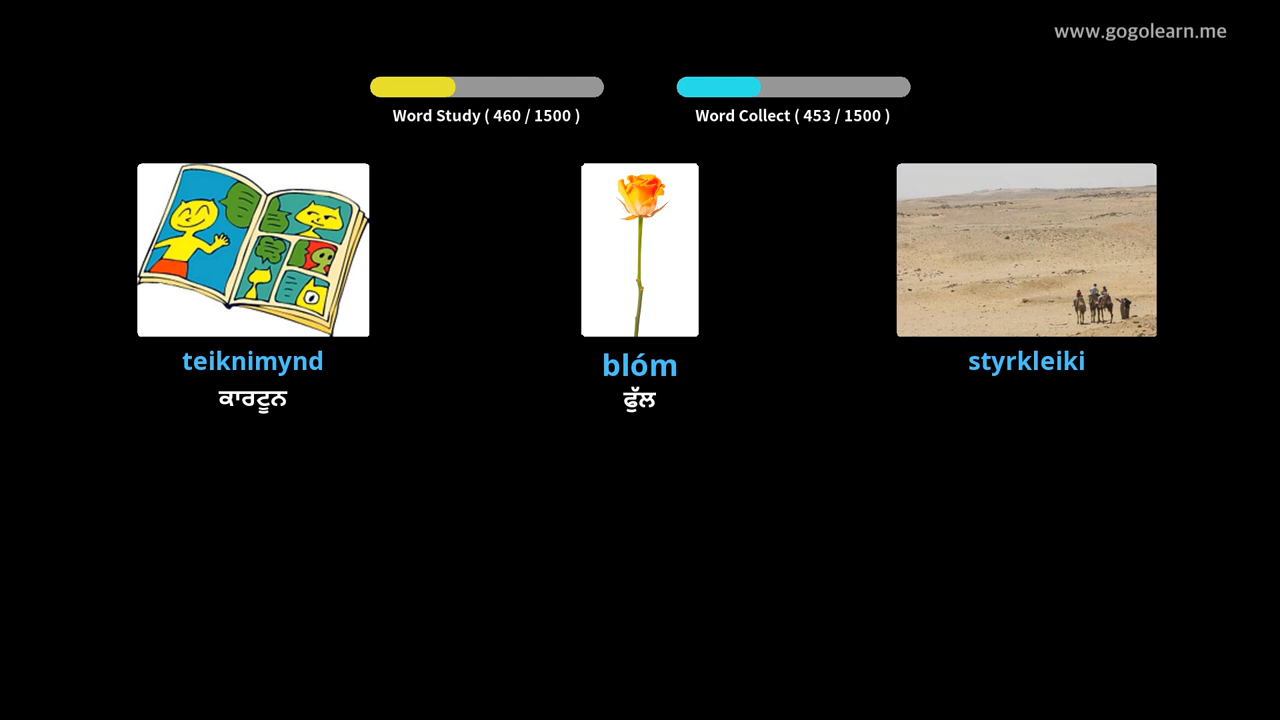 www.gogolearn.me
Word Study ( 460 / 1500 )
Word Collect ( 453 / 1500 )
teiknimynd
blóm
styrkleiki
ਕਾਰਟੂਨ
ਫੁੱਲ